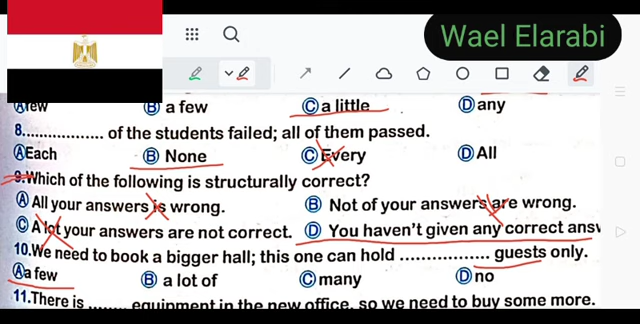 Wael Elarabi
Ⓐfew Ⓑ a few Ⓒ a little Ⓓ any
8.................. of the students failed; all of them passed.
ⒶEach Ⓑ None Ⓒ Every Ⓓ All
9.Which of the following is structurally correct?
Ⓐ All your answers is wrong. Ⓑ Not of your answers are wrong.
Ⓒ A lot your answers are not correct. Ⓓ You haven't given any correct answ
10.We need to book a bigger hall; this one can hold .................. guests only.
Ⓐa few Ⓑ a lot of Ⓒ many Ⓓ no
11.There is ........ equipment in the new office, so we need to buy some more.